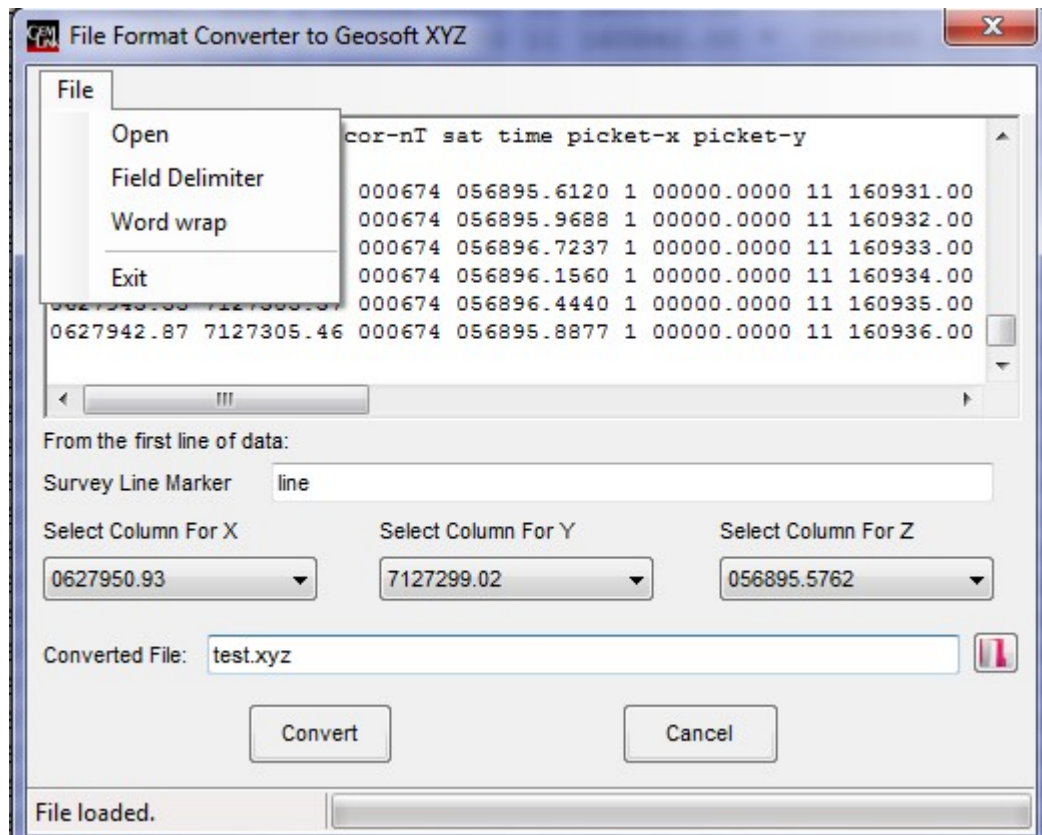 File Format Converter to Geosoft XYZ
File
Open
Field Delimiter
Word wrap
Exit
cor-nT sat time picket-x picket-y
000674 056895.6120 1 00000.0000 11 160931.00
000674 056895.9688 1 00000.0000 11 160932.00
000674 056896.7237 1 00000.0000 11 160933.00
000674 056896.1560 1 00000.0000 11 160934.00
000674 056896.4440 1 00000.0000 11 160935.00
0627942.87 7127305.46 000674 056895.8877 1 00000.0000 11 160936.00
From the first line of data:
Survey Line Marker line
Select Column For X Select Column For Y Select Column For Z
0627950.93 7127299.02 056895.5762
Converted File: test.xyz
Convert Cancel
File loaded.